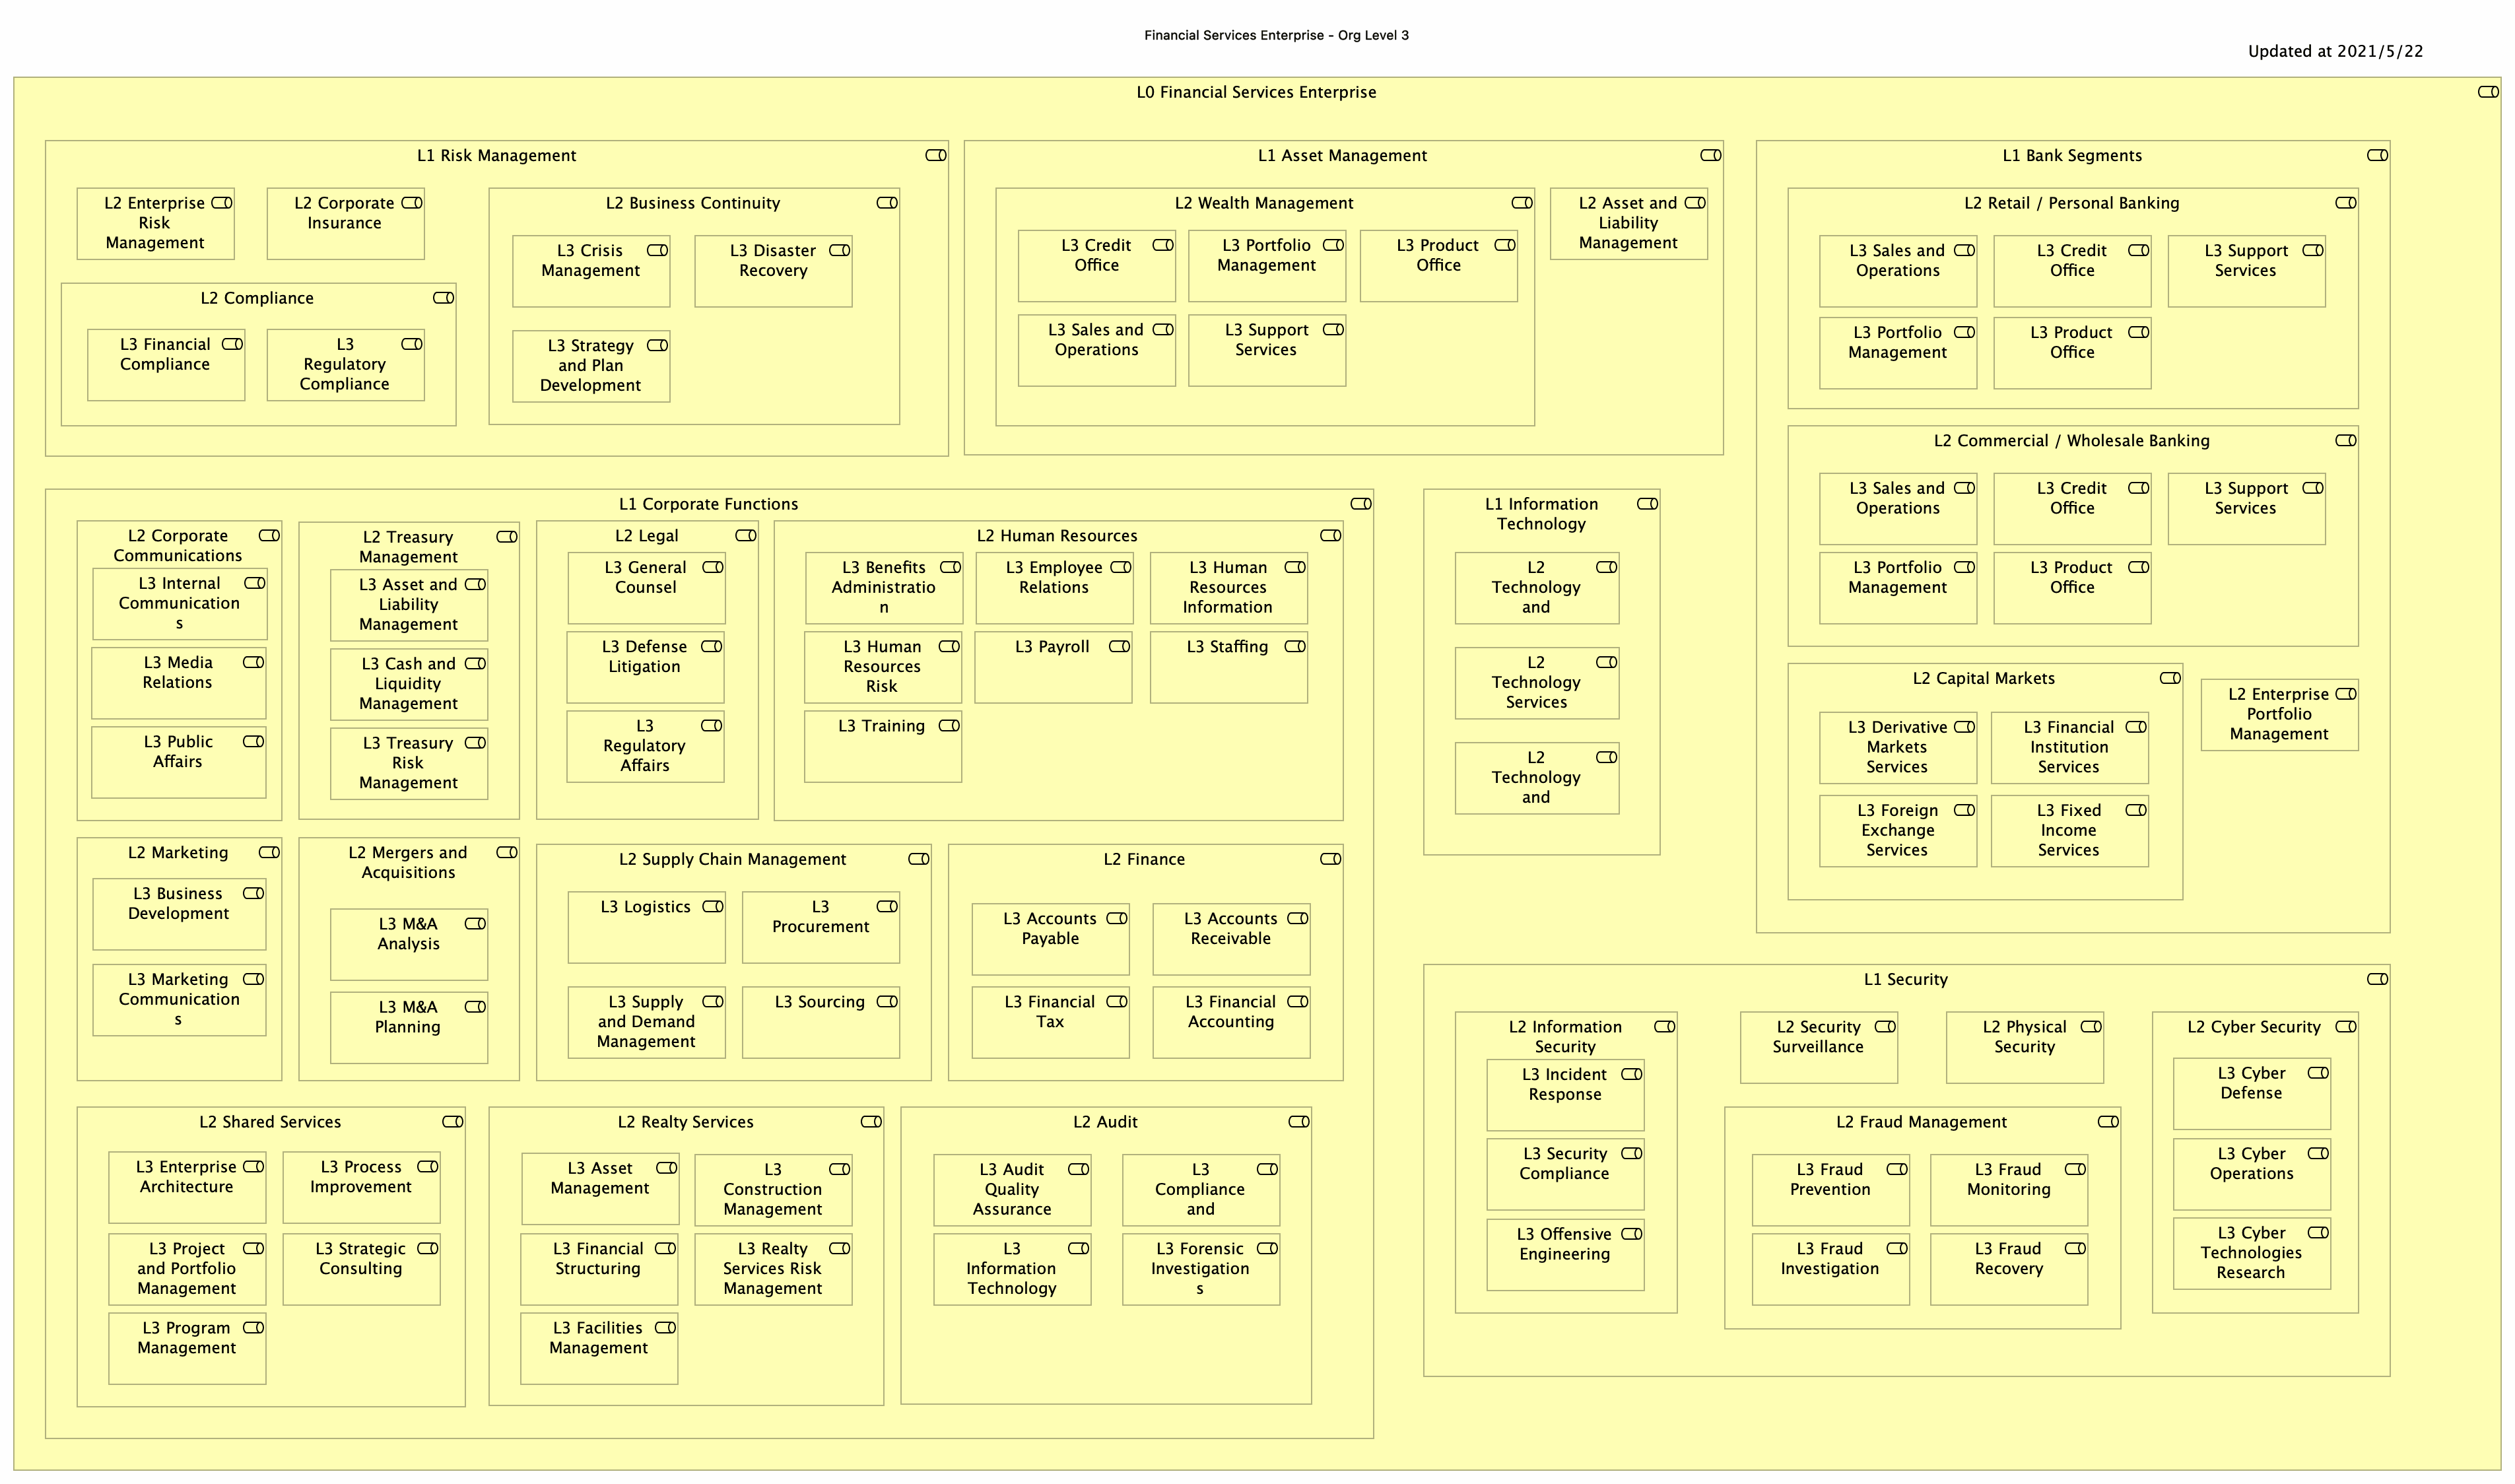 Financial Services Enterprise - Org Level 3
Updated at 2021/5/22
L0 Financial Services Enterprise
L1 Risk Management
L2 Enterprise
Risk
Management
L2 Corporate
Insurance
L2 Business Continuity
L3 Crisis
Management
L3 Disaster
Recovery
L3 Strategy
and Plan
Development
L2 Compliance
L3 Financial
Compliance
L3
Regulatory
Compliance
L1 Asset Management
L2 Wealth Management
L3 Credit
Office
L3 Portfolio
Management
L3 Product
Office
L3 Sales and
Operations
L3 Support
Services
L2 Asset and
Liability
Management
L1 Bank Segments
L2 Retail / Personal Banking
L3 Sales and
Operations
L3 Credit
Office
L3 Support
Services
L3 Portfolio
Management
L3 Product
Office
L2 Commercial / Wholesale Banking
L3 Sales and
Operations
L3 Credit
Office
L3 Support
Services
L3 Portfolio
Management
L3 Product
Office
L2 Capital Markets
L3 Derivative
Markets
Services
L3 Financial
Institution
Services
L3 Foreign
Exchange
Services
L3 Fixed
Income
Services
L2 Enterprise
Portfolio
Management
L1 Corporate Functions
L2 Corporate
Communications
L3 Internal
Communication
s
L3 Media
Relations
L3 Public
Affairs
L2 Treasury
Management
L3 Asset and
Liability
Management
L3 Cash and
Liquidity
Management
L3 Treasury
Risk
Management
L2 Legal
L3 General
Counsel
L3 Defense
Litigation
L3
Regulatory
Affairs
L2 Human Resources
L3 Benefits
Administratio
n
L3 Employee
Relations
L3 Human
Resources
Information
L3 Human
Resources
Risk
L3 Payroll
L3 Staffing
L3 Training
L2 Marketing
L3 Business
Development
L3 Marketing
Communication
s
L2 Mergers and
Acquisitions
L3 M&A
Analysis
L3 M&A
Planning
L2 Supply Chain Management
L3 Logistics
L3
Procurement
L3 Supply
and Demand
Management
L3 Sourcing
L2 Finance
L3 Accounts
Payable
L3 Accounts
Receivable
L3 Financial
Tax
L3 Financial
Accounting
L2 Shared Services
L3 Enterprise
Architecture
L3 Process
Improvement
L3 Project
and Portfolio
Management
L3 Strategic
Consulting
L3 Program
Management
L2 Realty Services
L3 Asset
Management
L3
Construction
Management
L3 Financial
Structuring
L3 Realty
Services Risk
Management
L3 Facilities
Management
L2 Audit
L3 Audit
Quality
Assurance
L3
Compliance
and
L3
Information
Technology
L3 Forensic
Investigation
s
L1 Information
Technology
L2
Technology
and
L2
Technology
Services
L2
Technology
and
L1 Security
L2 Information
Security
L3 Incident
Response
L3 Security
Compliance
L3 Offensive
Engineering
L2 Security
Surveillance
L2 Physical
Security
L2 Fraud Management
L3 Fraud
Prevention
L3 Fraud
Monitoring
L3 Fraud
Investigation
L3 Fraud
Recovery
L2 Cyber Security
L3 Cyber
Defense
L3 Cyber
Operations
L3 Cyber
Technologies
Research